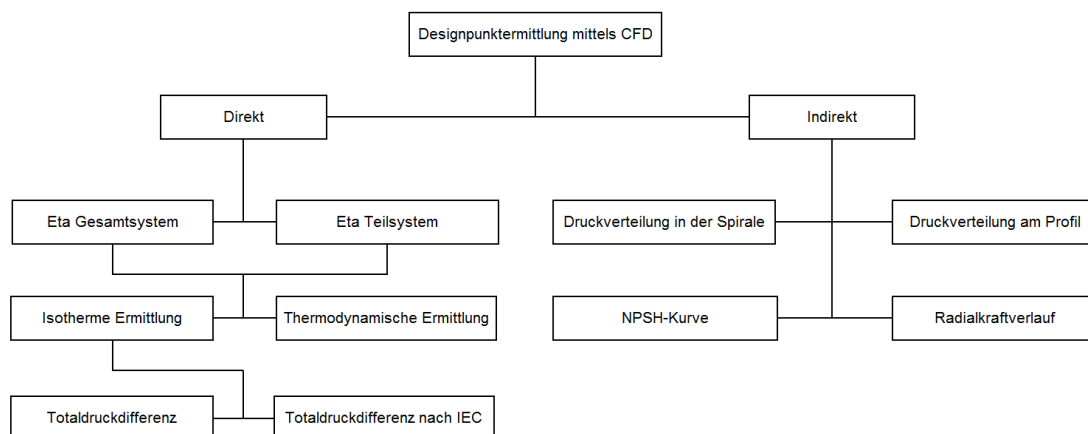 Designpunktermittlung mittels CFD
Direkt
Indirekt
Eta Gesamtsystem
Eta Teilsystem
Druckverteilung in der Spirale
Druckverteilung am Profil
Isotherme Ermittlung
Thermodynamische Ermittlung
NPSH-Kurve
Radialkraftverlauf
Totaldruckdifferenz
Totaldruckdifferenz nach IEC